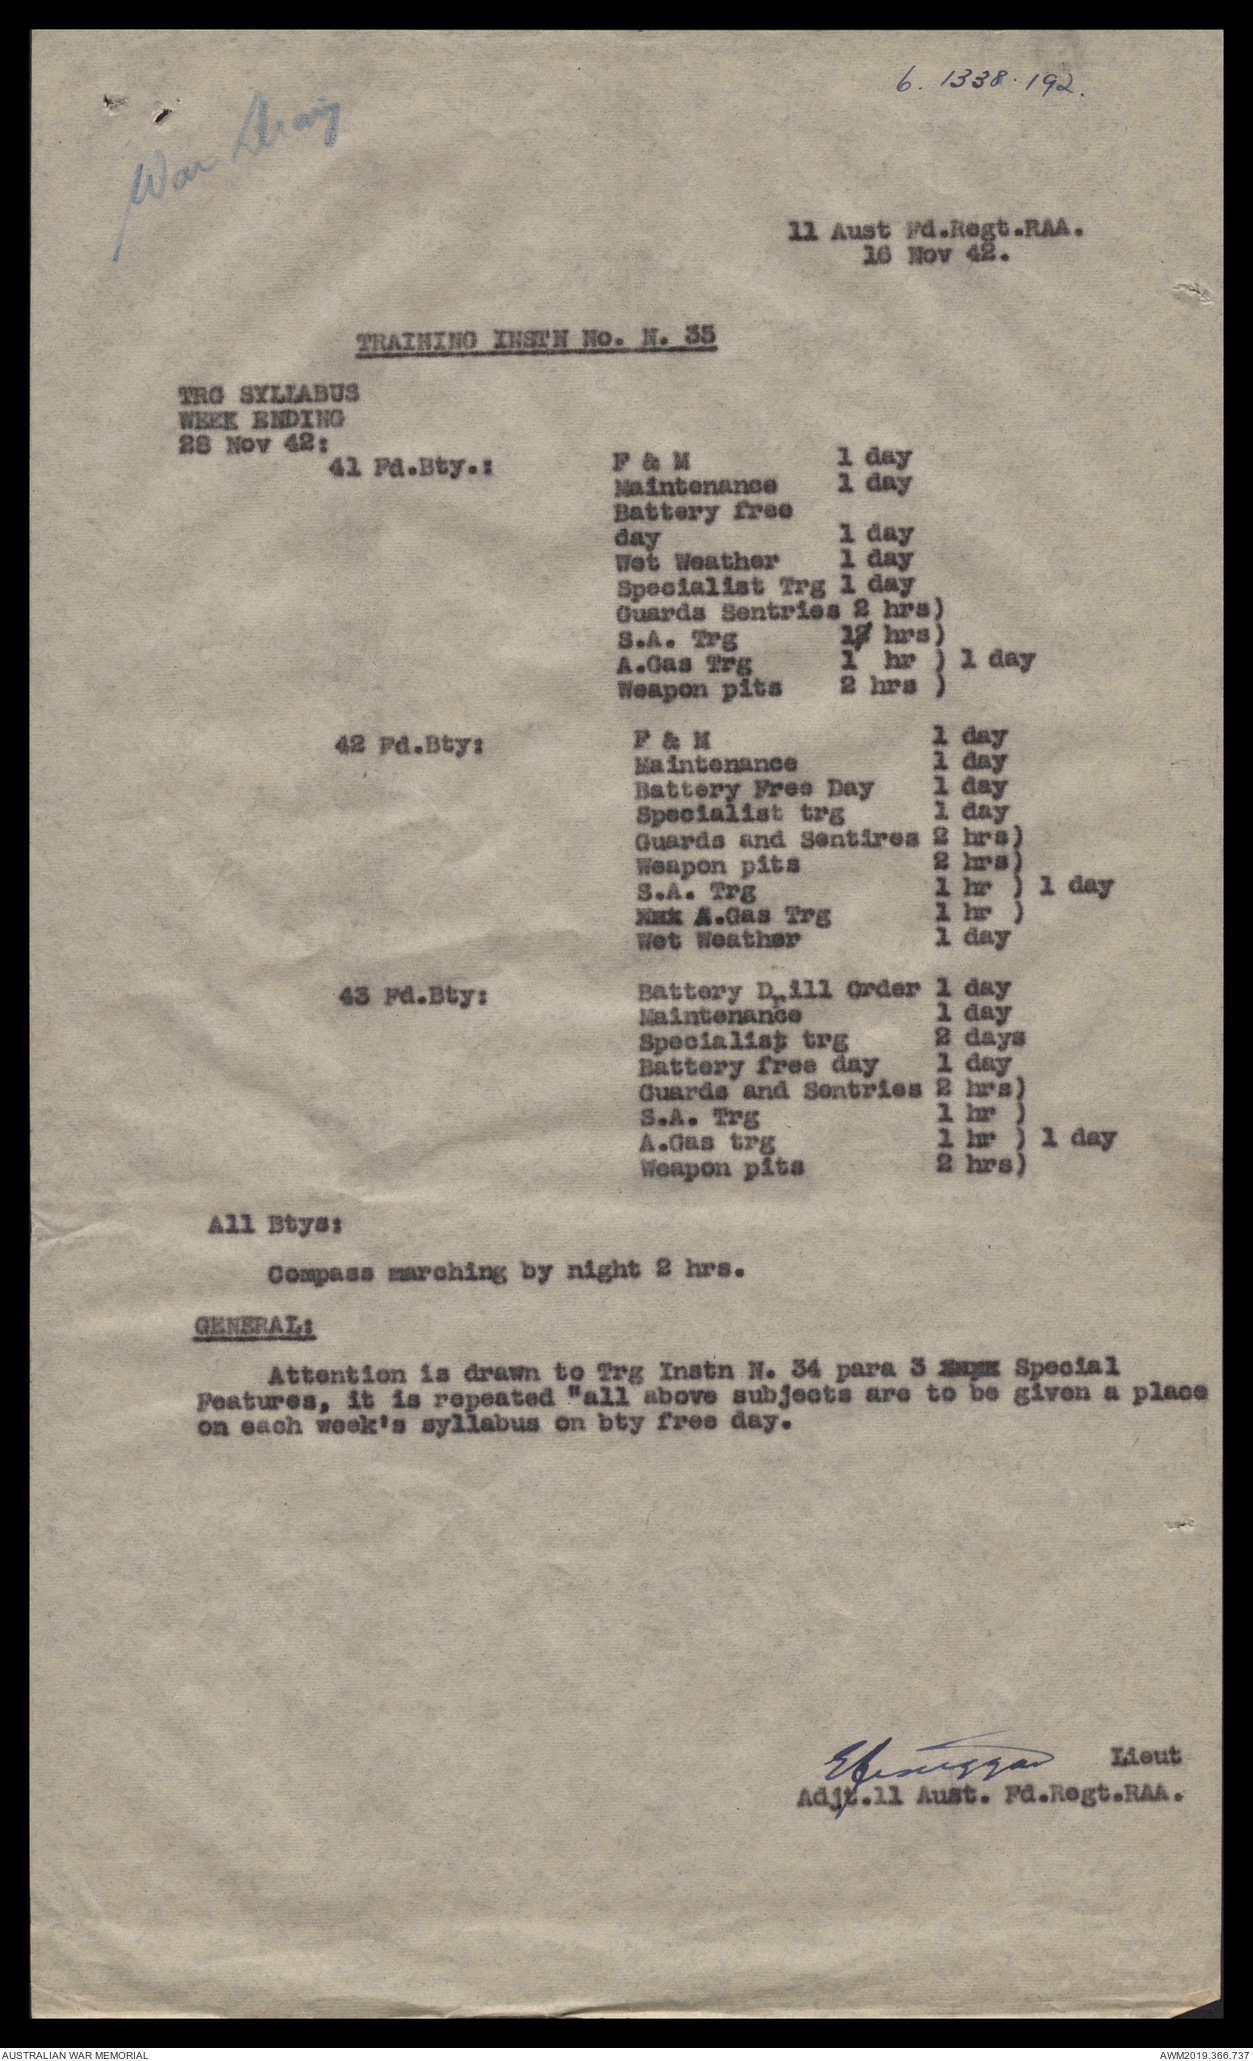 6. 1338. 192.
War Diary
11 Aust Fd.Regt.RAA.
16 Nov 42.
TRAINING INSTN No. N. 35
TRG SYLLABUS
WEEK ENDING
28 Nov 42:
41 Fd.Bty.: F & M 1 day
Maintenance 1 day
Battery free
day 1 day
Wet Weather 1 day
Specialist Trg 1 day
Guards Sentries 2 hrs)
S.A. Trg 1 hrs)
A.Gas Trg 1 hr ) 1 day
Weapon pits 2 hrs )
42 Fd.Bty: F & M 1 day
Maintenance 1 day
Battery Free Day 1 day
Specialist trg 1 day
Guards and Sentires 2 hrs)
Weapon pits 2 hrs)
S.A. Trg 1 hr ) 1 day
A.Gas Trg 1 hr )
Wet Weather 1 day
43 Fd.Bty: Battery Drill Order 1 day
Maintenance 1 day
Specialist trg 2 days
Battery free day 1 day
Guards and Sentries 2 hrs)
S.A. Trg 1 hr )
A.Gas trg 1 hr ) 1 day
Weapon pits 2 hrs)
All Btys:
Compass marching by night 2 hrs.
GENERAL:
Attention is drawn to Trg Instn N. 34 para 3 Special
Features, it is repeated "all above subjects are to be given a place
on each week's syllabus on bty free day.
Lieut
Adjt.11 Aust. Fd.Regt.RAA.
AUSTRALIAN WAR MEMORIAL AWM2019.366.737